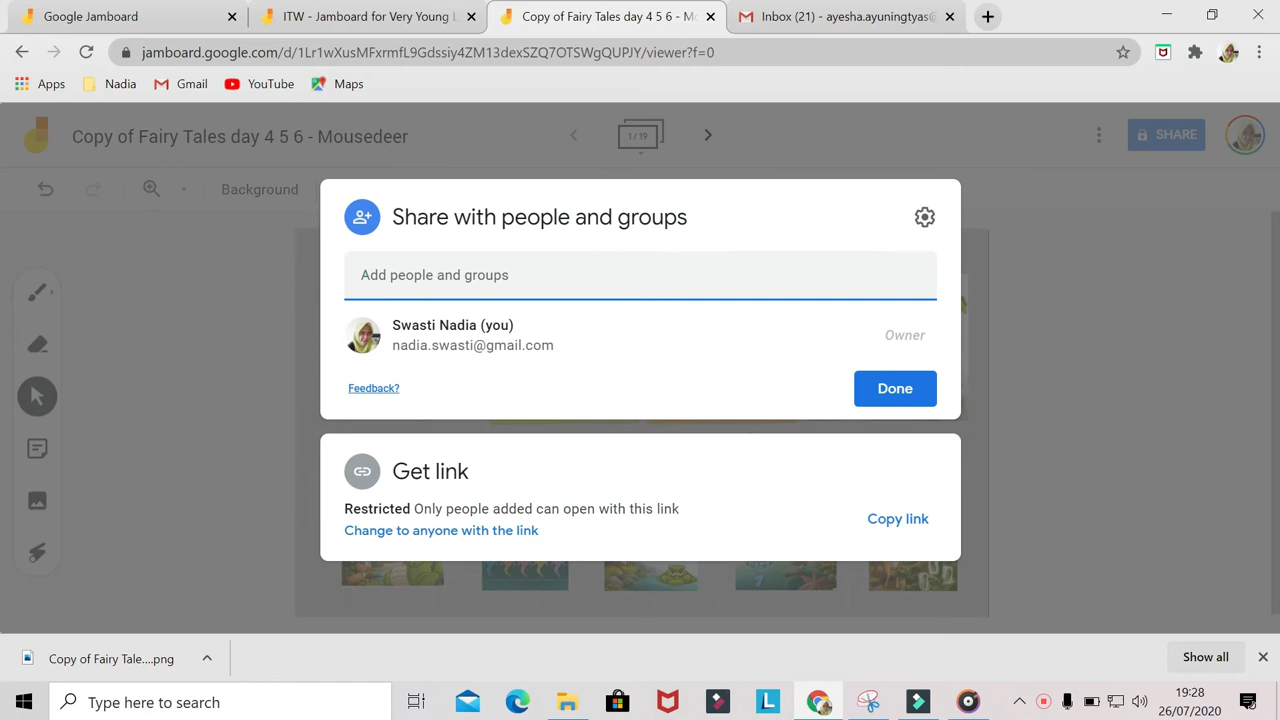 Google Jamboard
ITW - Jamboard for Very Young L
Copy of Fairy Tales day 4 5 6 - Mo
Inbox (21) - ayesha.ayuningtyas@
jamboard.google.com/d/1Lr1wXusMFxrmfL9Gdssiv4ZM13dexSZQ7OTSWgQUPJY/viewer?f=0
Apps
Nadia
Gmail
YouTube
Maps
Copy of Fairy Tales day 4 5 6 - Mousedeer
1/19
SHARE
Background
Share with people and groups
Add people and groups
Swasti Nadia (you)
nadia.swasti@gmail.com
Owner
Feedback?
Done
Get link
Restricted Only people added can open with this link
Change to anyone with the link
Copy link
Copy of Fairy Tale....png
Show all
Type here to search
19:28
26/07/2020